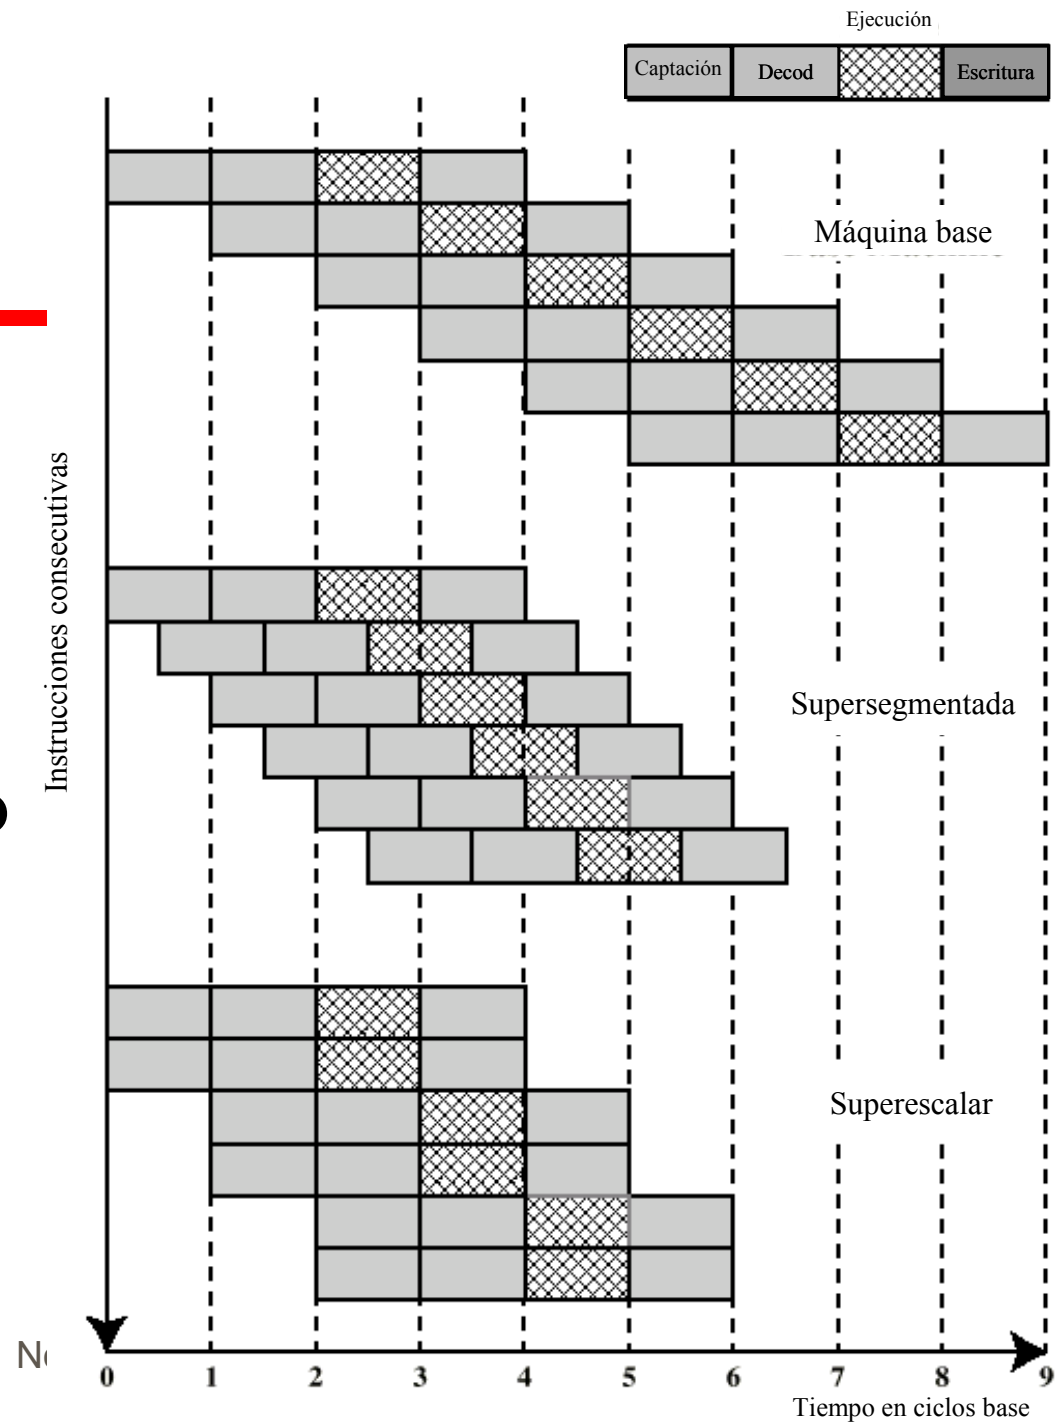 Ejecución
Captación Decod Escritura
Máquina base
Instrucciones consecutivas
Supersegmentada
Superescalar
0 1 2 3 4 5 6 7 8 9
Tiempo en ciclos base